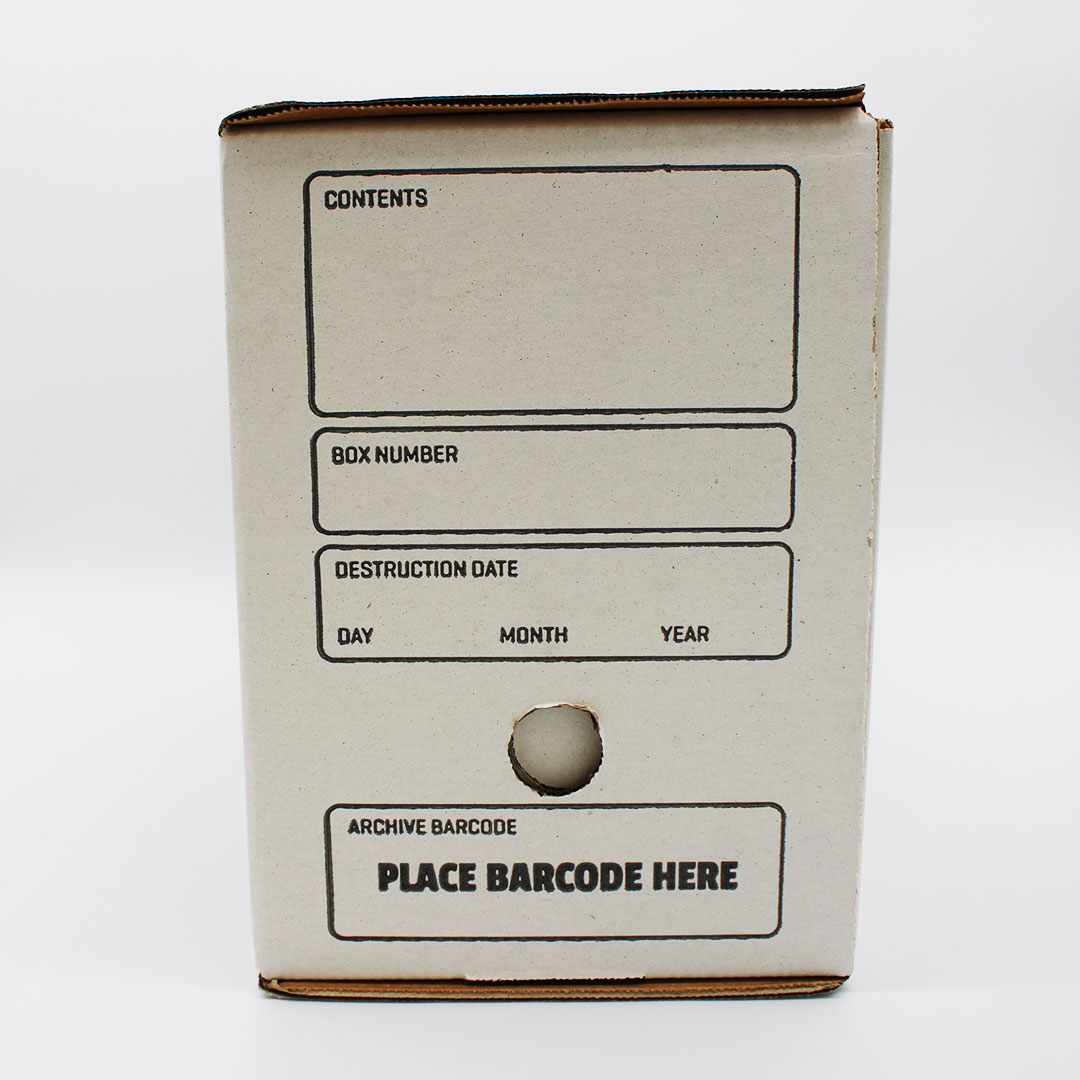 CONTENTS
BOX NUMBER
DESTRUCTION DATE
DAY MONTH YEAR
ARCHIVE BARCODE
PLACE BARCODE HERE